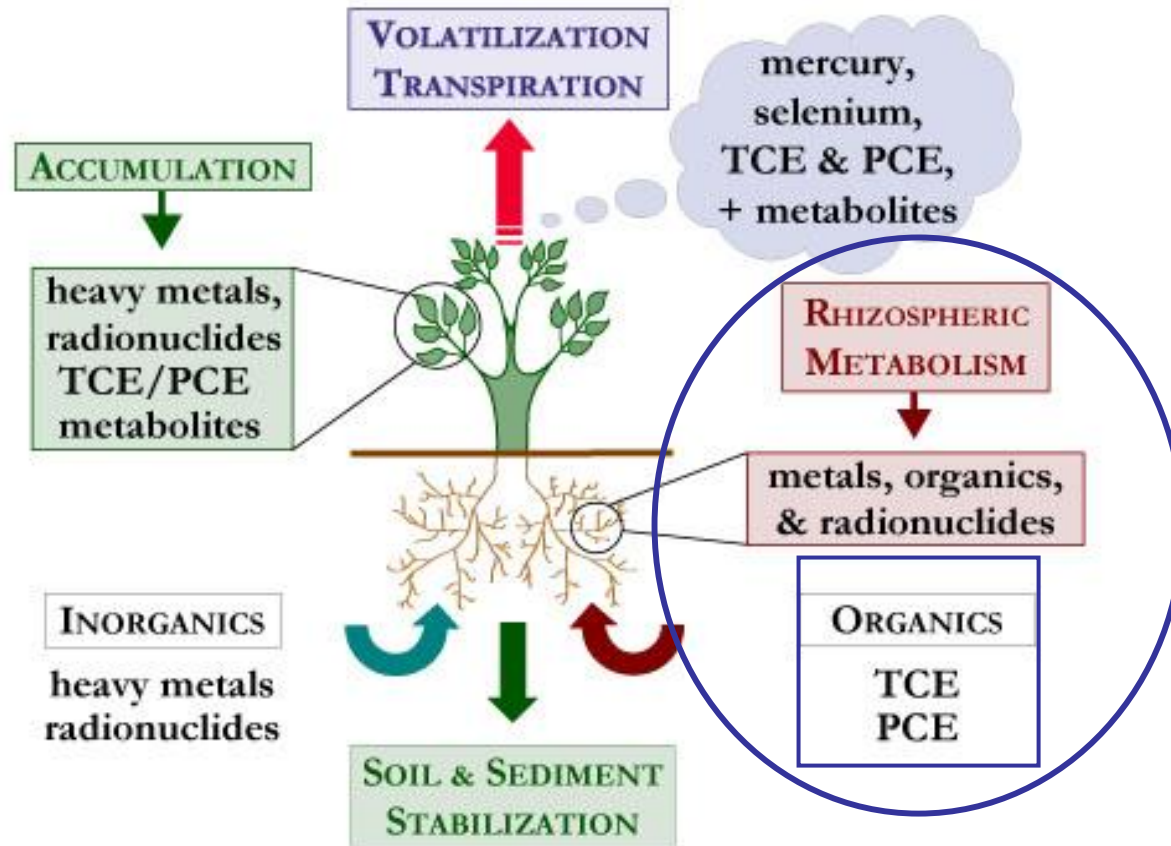 VOLATILIZATION
TRANSPIRATION
mercury,
selenium,
TCE & PCE,
+ metabolites
ACCUMULATION
heavy metals,
radionuclides
TCE/PCE
metabolites
RHIZOSPHERIC
METABOLISM
metals, organics,
& radionuclides
INORGANICS
heavy metals
radionuclides
ORGANICS
TCE
PCE
SOIL & SEDIMENT
STABILIZATION